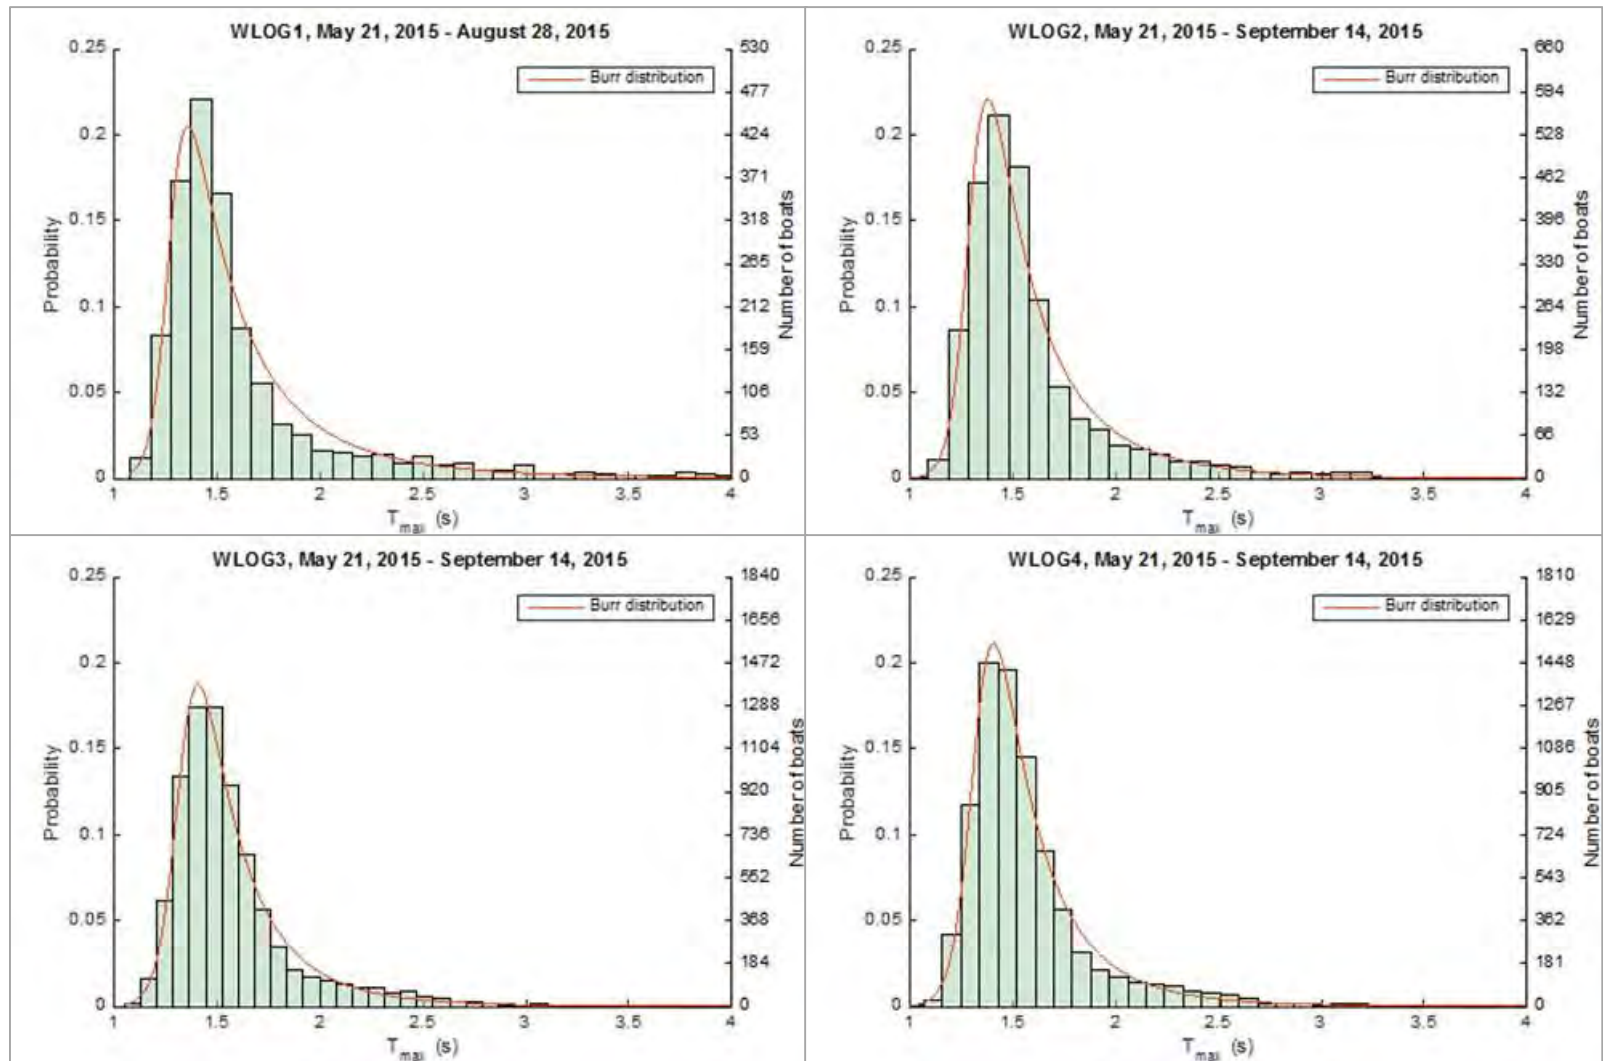 WLOG1, May 21, 2015 - August 28, 2015
0.25
0.2
0.15
0.1
0.05
0
Probability
Burr distribution
530
477
424
371
318
265
212
159
106
53
0
Number of boats
1 1.5 2 2.5 3 3.5 4
Tmax (s)
WLOG2, May 21, 2015 - September 14, 2015
0.25
0.2
0.15
0.1
0.05
0
Probability
Burr distribution
660
594
528
462
396
330
264
198
132
66
0
Number of boats
1 1.5 2 2.5 3 3.5 4
Tmax (s)
WLOG3, May 21, 2015 - September 14, 2015
0.25
0.2
0.15
0.1
0.05
0
Probability
Burr distribution
1840
1656
1472
1288
1104
920
736
552
368
184
0
Number of boats
1 1.5 2 2.5 3 3.5 4
Tmax (s)
WLOG4, May 21, 2015 - September 14, 2015
0.25
0.2
0.15
0.1
0.05
0
Probability
Burr distribution
1810
1629
1448
1267
1086
905
724
543
362
181
0
Number of boats
1 1.5 2 2.5 3 3.5 4
Tmax (s)